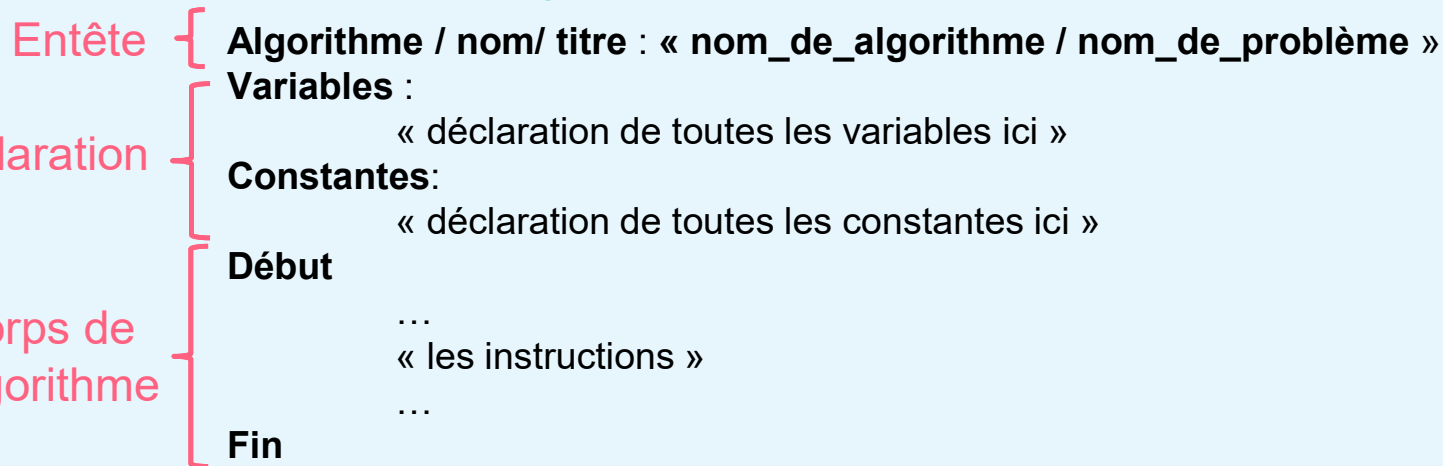 Entête
Algorithme / nom/ titre : « nom_de_algorithme / nom_de_problème »
Variables :
« déclaration de toutes les variables ici »
laration
Constantes:
« déclaration de toutes les constantes ici »
Début
…
orps de
« les instructions »
gorithme
…
Fin